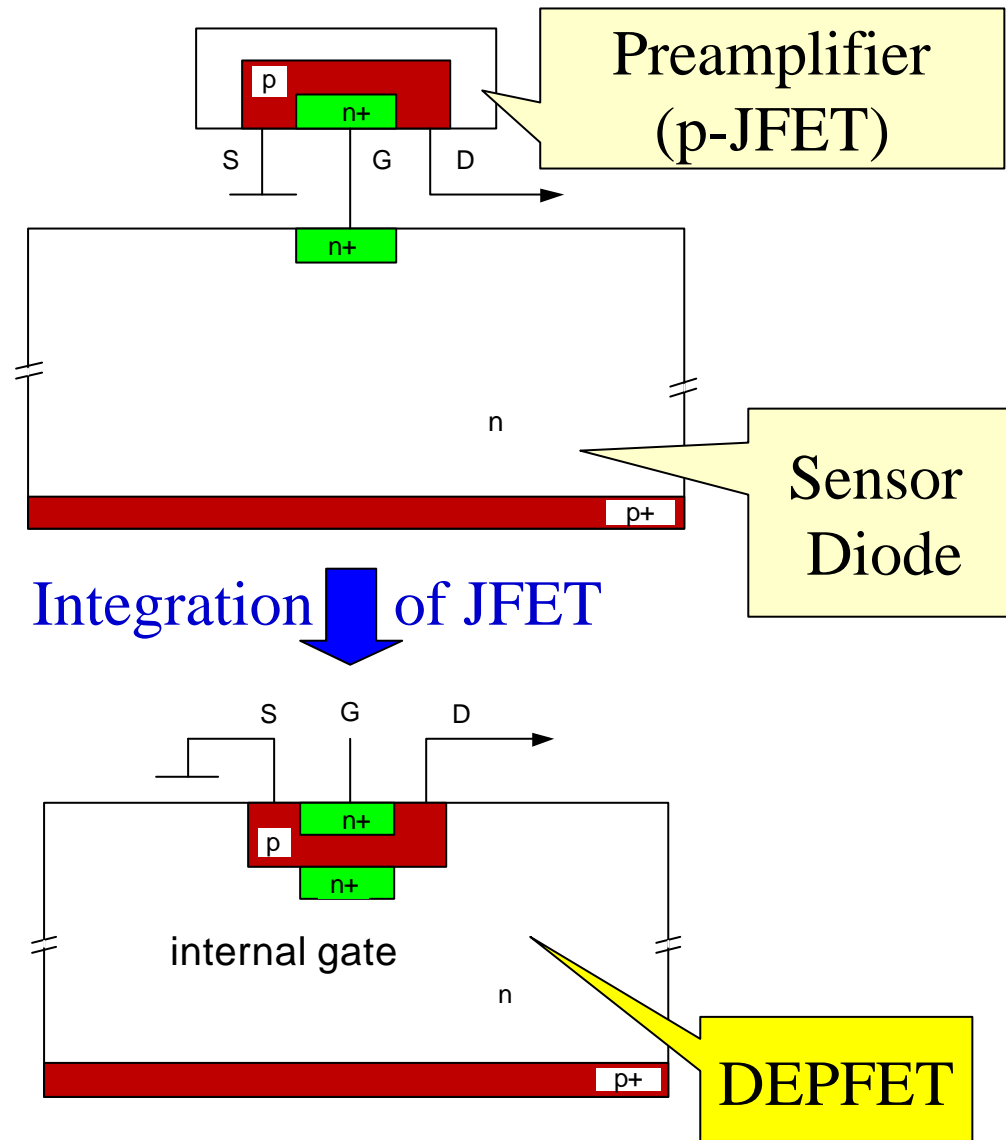 Preamplifier
(p-JFET)
p
n+
S
G
D
n+
n
p+
Sensor
Diode
Integration of JFET
S
G
D
n+
p
n+
internal gate
n
p+
DEPFET